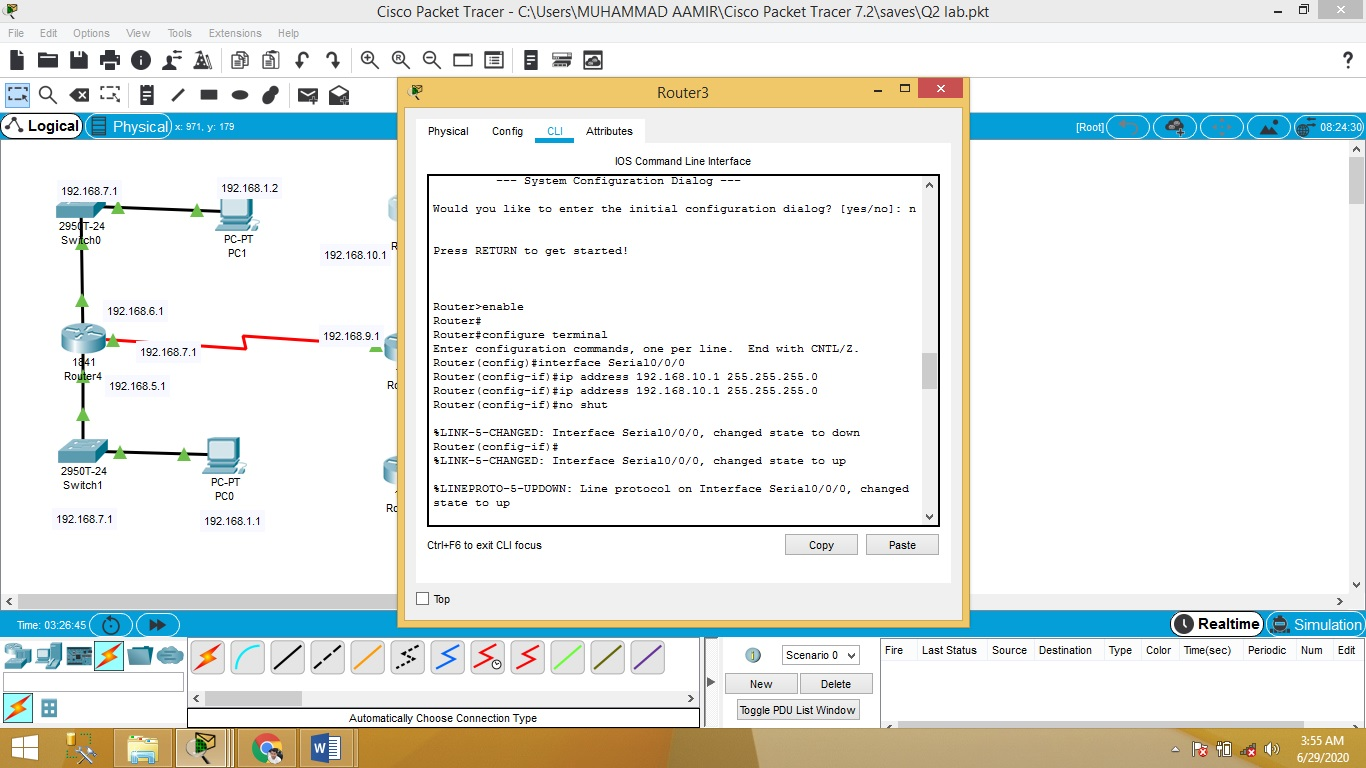 Cisco Packet Tracer - C:\Users\MUHAMMAD AAMIR\Cisco Packet Tracer 7.2\saves\Q2 lab.pkt
File Edit Options View Tools Extensions Help
Logical
Physical
x: 971, y: 179
[Root]
08:24:30
192.168.7.1
192.168.1.2
2950T-24
Switch0
PC-PT
PC1
192.168.10.1
192.168.6.1
192.168.9.1
192.168.7.1
1841
Router4
192.168.5.1
2950T-24
Switch1
PC-PT
PC0
192.168.7.1
192.168.1.1
Router3
Physical Config CLI Attributes
IOS Command Line Interface
--- System Configuration Dialog ---
Would you like to enter the initial configuration dialog? [yes/no]: n
Press RETURN to get started!
Router>enable
Router#
Router#configure terminal
Enter configuration commands, one per line. End with CNTL/Z.
Router(config)#interface Serial0/0/0
Router(config-if)#ip address 192.168.10.1 255.255.255.0
Router(config-if)#ip address 192.168.10.1 255.255.255.0
Router(config-if)#no shut
%LINK-5-CHANGED: Interface Serial0/0/0, changed state to down
Router(config-if)#
%LINK-5-CHANGED: Interface Serial0/0/0, changed state to up
%LINEPROTO-5-UPDOWN: Line protocol on Interface Serial0/0/0, changed
state to up
Ctrl+F6 to exit CLI focus
Copy
Paste
Top
Time: 03:26:45
Realtime
Simulation
Scenario 0
New
Delete
Toggle PDU List Window
Fire Last Status Source Destination Type Color Time(sec) Periodic Num Edit
Automatically Choose Connection Type
3:55 AM
6/29/2020